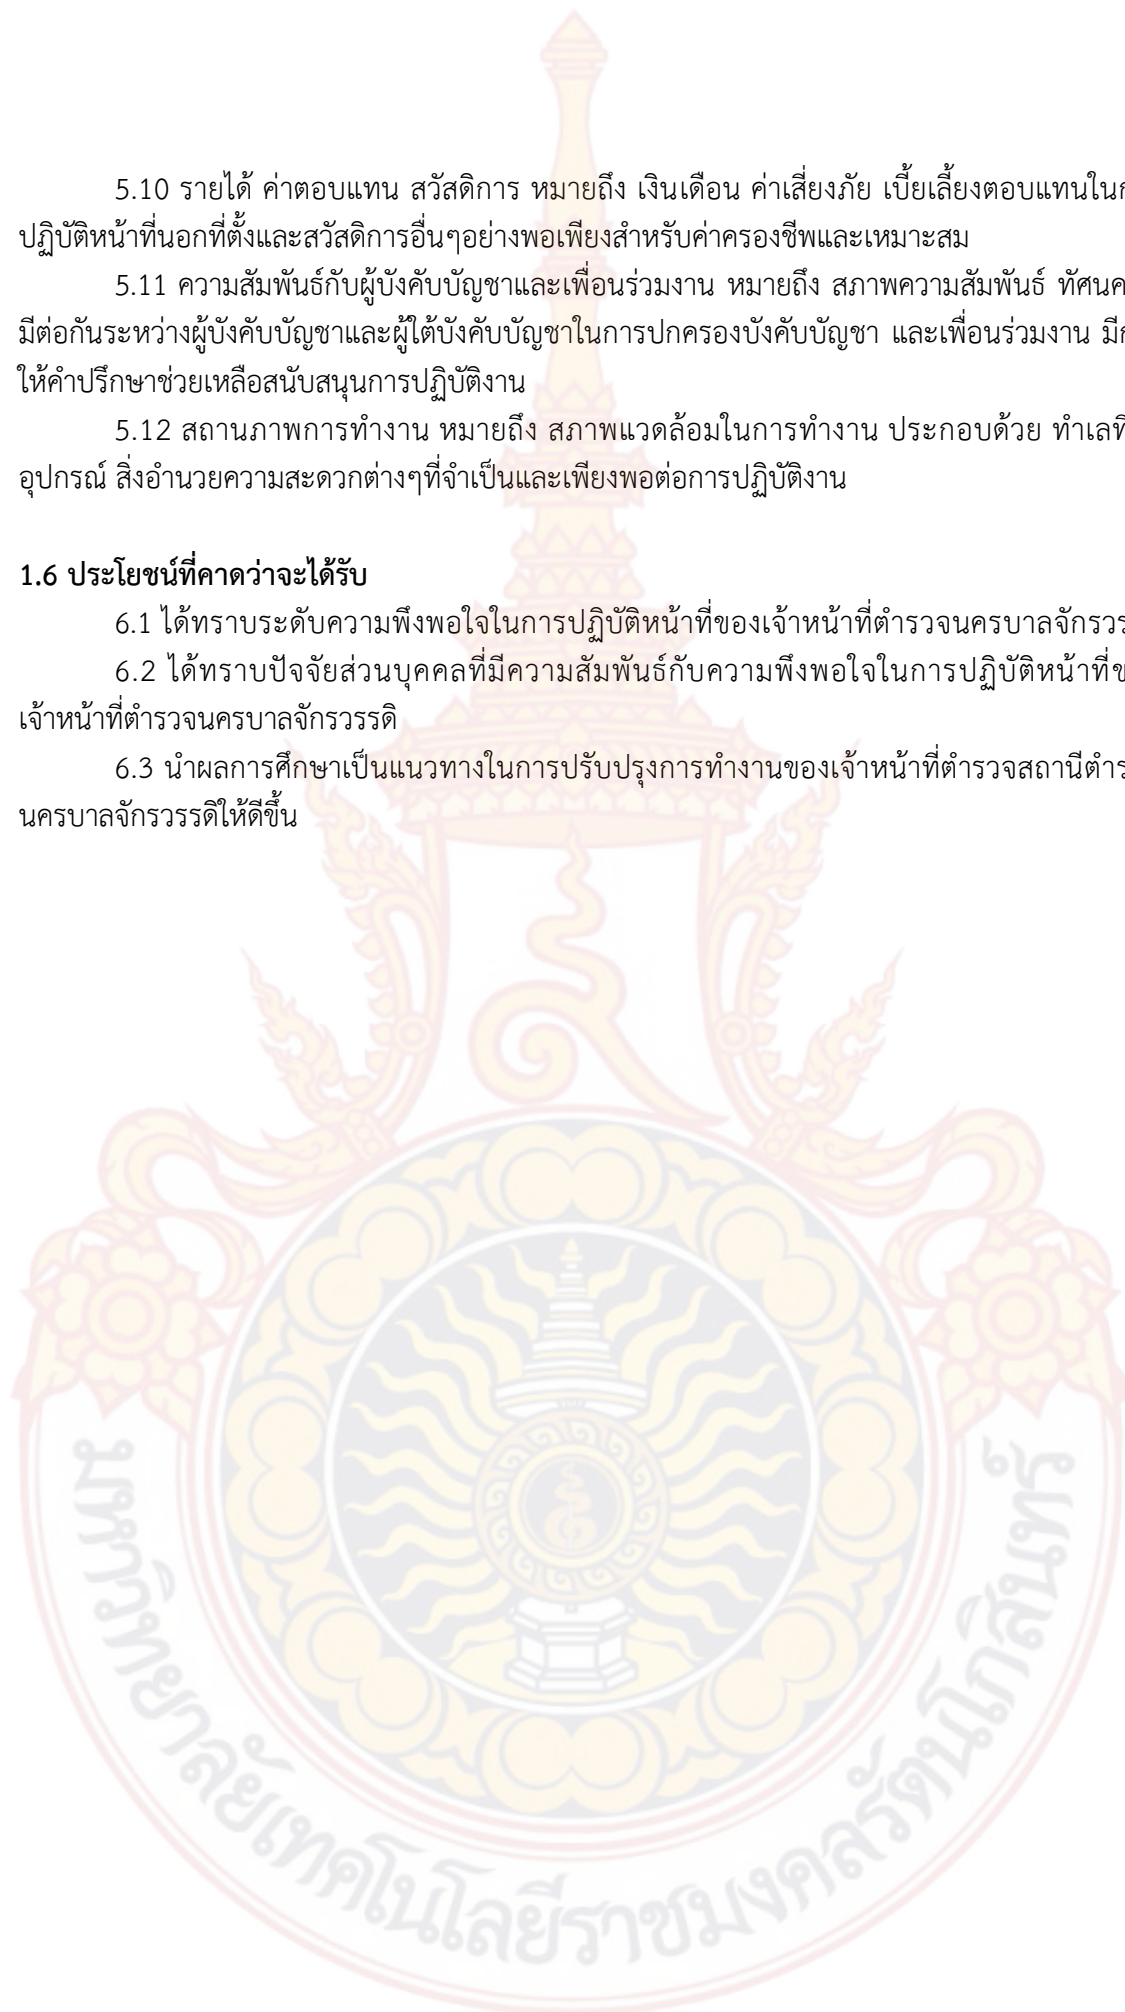 5.10 รายได้ ค่าตอบแทน สวัสดิการ หมายถึง เงินเดือน ค่าเสี่ยงภัย เบี้ยเลี้ยงตอบแทนใน
ปฏิบัติหน้าที่นอกที่ตั้งและสวัสดิการอื่นๆอย่างพอเพียงสำหรับค่าครองชีพและเหมาะสม
5.11 ความสัมพันธ์กับผู้บังคับบัญชาและเพื่อนร่วมงาน หมายถึง สภาพความสัมพันธ์
มีต่อกันระหว่างผู้บังคับบัญชาและผู้ใต้บังคับบัญชาในการปกครองบังคับบัญชา และเพื่อนร่วมงาน มี
ให้คำปรึกษาช่วยเหลือสนับสนุนการปฏิบัติงาน
5.12 สถานภาพการทำงาน หมายถึง สภาพแวดล้อมในการทำงาน ประกอบด้วย ทำเล
อุปกรณ์ สิ่งอำนวยความสะดวกต่างๆที่จำเป็นและเพียงพอต่อการปฏิบัติงาน
1.6 ประโยชน์ที่คาดว่าจะได้รับ
6.1 ได้ทราบระดับความพึงพอใจในการปฏิบัติหน้าที่ของเจ้าหน้าที่ตำรวจนครบาล
6.2 ได้ทราบปัจจัยส่วนบุคคลที่มีความสัมพันธ์กับความพึงพอใจในการปฏิบัติหน้าที่
เจ้าหน้าที่ตำรวจนครบาลจักรวรรดิ
6.3 นำผลการศึกษาเป็นแนวทางในการปรับปรุงการทำงานของเจ้าหน้าที่ตำรวจสถานี
นครบาลจักรวรรดิให้ดีขึ้น
มหาวิทยาลัยเทคโนโลยีราชมงคลรัตนโกสินทร์